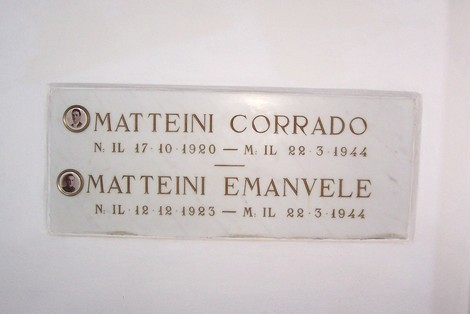 MATTEINI CORRADO
N. IL 17·10·1920 — M. IL 22·3·1944
MATTEINI EMANVELE
N. IL·12·12·1923 — M. IL 22·3·1944